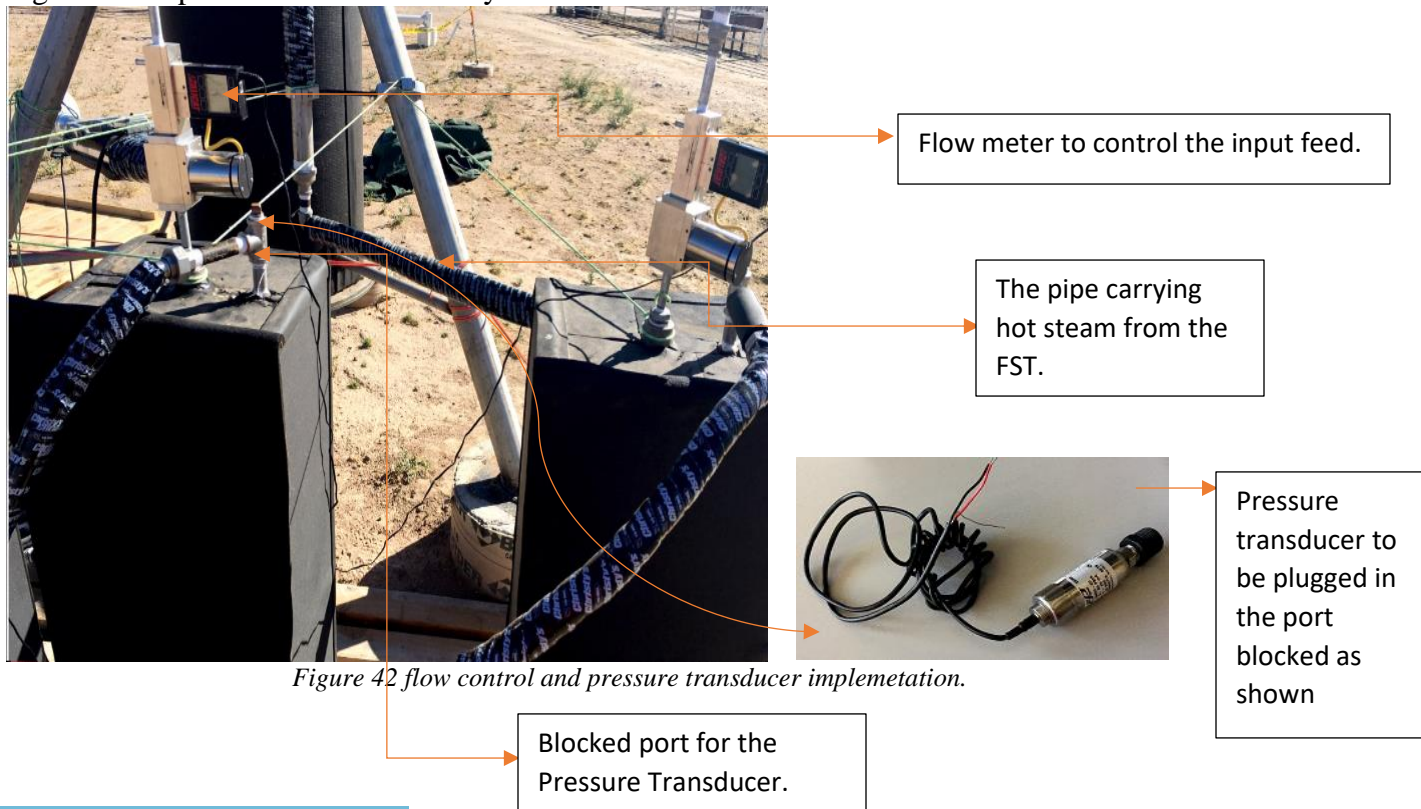 Flow meter to control the input feed.
The pipe carrying
hot steam from the
FST.
Pressure
transducer to
be plugged in
the port
blocked as
shown
Figure 42 flow control and pressure transducer implemetation.
Blocked port for the
Pressure Transducer.